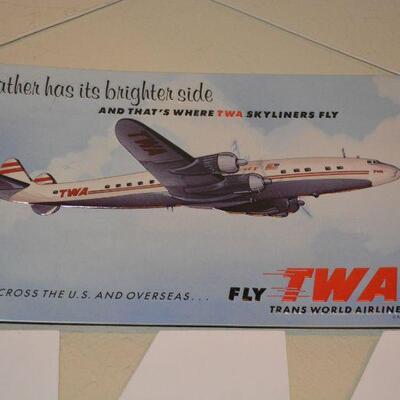 ather has its brighter side
AND THAT'S WHERE TWA SKYLINERS FLY
TWA
CROSS THE U.S. AND OVERSEAS...
FLY TWA
TRANS WORLD AIRLINE